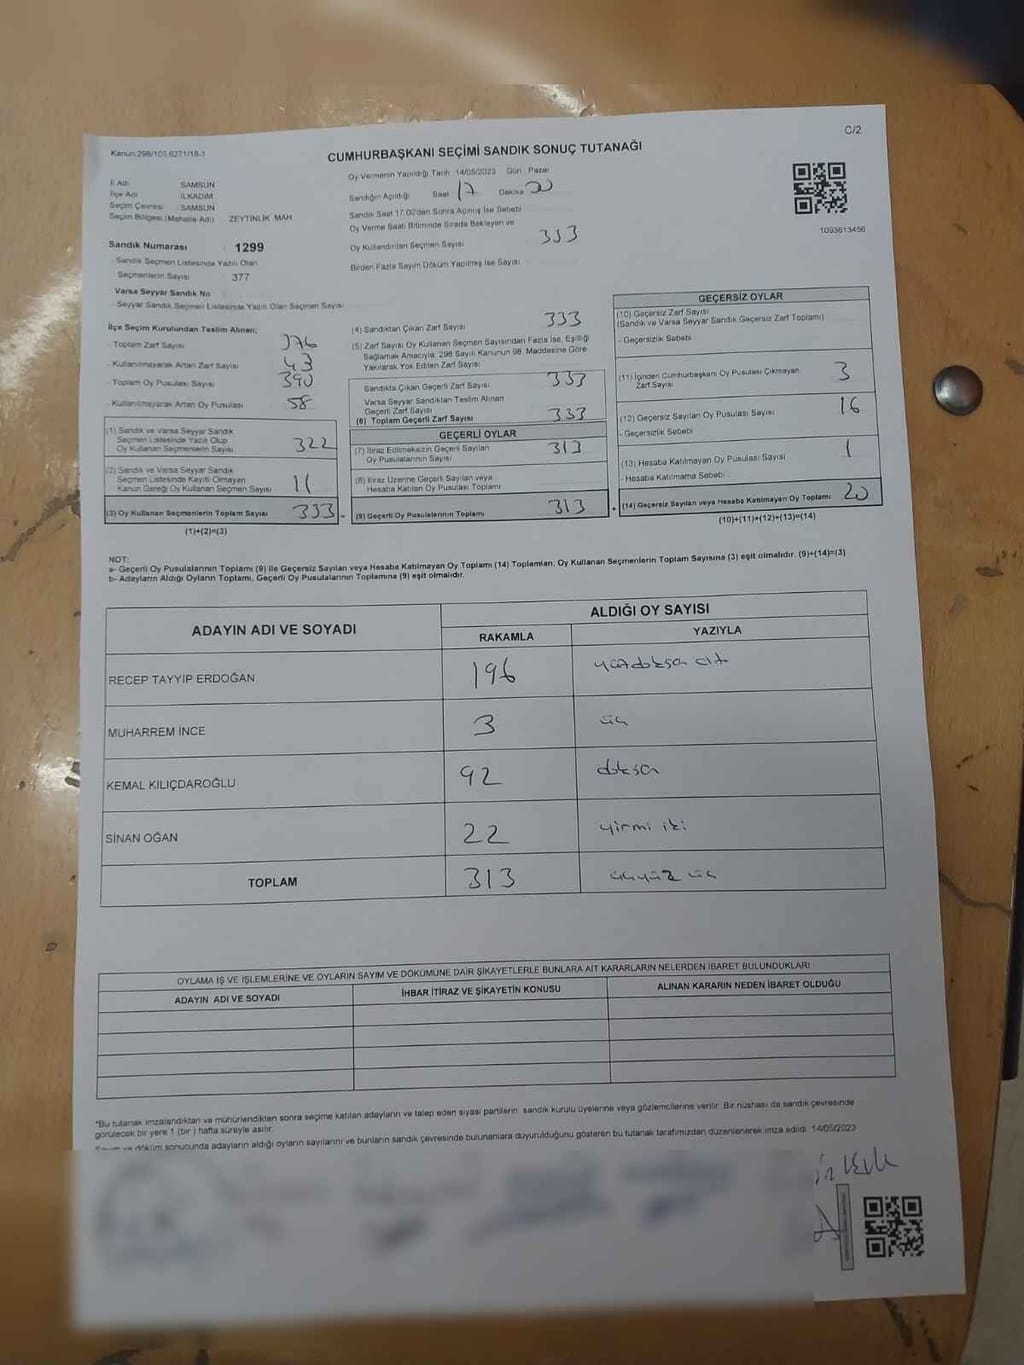 C/2
Kanun:298/105 6271/18-1
CUMHURBAŞKANI SEÇİMİ SANDIK SONUÇ TUTANAĞI
İl Adı SAMSUN
İlçe Adı İLKADIM
Seçim Çevresi : SAMSUN
Seçim Bölgesi (Mahalle Adı) ZEYTİNLİK MAH
Sandık Numarası : 1299
- Sandık Seçmen Listesinde Yazılı Olan
Seçmenlerin Sayısı 377
Varsa Seyyar Sandık No
- Seyyar Sandık Seçmen Listesinde Yazılı Olan Seçmen Sayısı
Oy Vermenin Yapıldığı Tarih 14/05/2023 Gün : Pazar
Sandığın Açıldığı Saat 17 Dakika
Sandık Saat 17.00'den Sonra Açılmış İse Sebebi
Oy Verme Saati Bitiminde Sırada Bekleyen ve
Oy Kullandırılan Seçmen Sayısı 333
Birden Fazla Sayım Döküm Yapılmış İse Sayısı
1093613456
İlçe Seçim Kurulundan Teslim Alınan;
- Toplam Zarf Sayısı 376
- Kullanılmayarak Artan Zarf Sayısı 43
- Toplam Oy Pusulası Sayısı 390
- Kullanılmayarak Artan Oy Pusulası 58
(1) Sandık ve Varsa Seyyar Sandık
Seçmen Listesinde Yazılı Olup
Oy Kullanan Seçmenlerin Sayısı 322
(2) Sandık ve Varsa Seyyar Sandık
Seçmen Listesinde Kayıtlı Olmayan
Kanun Gereği Oy Kullanan Seçmen Sayısı 11
(3) Oy Kullanan Seçmenlerin Toplam Sayısı 333 =
(1)+(2)=(3)
(4) Sandıktan Çıkan Zarf Sayısı 333
(5) Zarf Sayısı Oy Kullanan Seçmen Sayısından Fazla İse, Eşitliği
Sağlamak Amacıyla, 298 Sayılı Kanunun 98. Maddesine Göre
Yakılarak Yok Edilen Zarf Sayısı
Sandıkta Çıkan Geçerli Zarf Sayısı 333
Varsa Seyyar Sandıktan Teslim Alınan
Geçerli Zarf Sayısı
(6) Toplam Geçerli Zarf Sayısı 333
GEÇERLİ OYLAR
(7) İtiraz Edilmeksizin Geçerli Sayılan
Oy Pusulalarının Sayısı 313
(8) İtiraz Üzerine Geçerli Sayılan veya
Hesaba Katılan Oy Pusulası Toplamı
(9) Geçerli Oy Pusulalarının Toplamı 313 +
GEÇERSİZ OYLAR
(10) Geçersiz Zarf Sayısı
(Sandık ve Varsa Seyyar Sandık Geçersiz Zarf Toplamı)
- Geçersizlik Sebebi
(11) İçinden Cumhurbaşkanı Oy Pusulası Çıkmayan
Zarf Sayısı 3
(12) Geçersiz Sayılan Oy Pusulası Sayısı 16
- Geçersizlik Sebebi
(13) Hesaba Katılmayan Oy Pusulası Sayısı 1
- Hesaba Katılmama Sebebi
(14) Geçersiz Sayılan veya Hesaba Katılmayan Oy Toplamı 20
(10)+(11)+(12)+(13)=(14)
NOT:
a- Geçerli Oy Pusulalarının Toplamı (9) ile Geçersiz Sayılan veya Hesaba Katılmayan Oy Toplamı (14) Toplamları, Oy Kullanan Seçmenlerin Toplam Sayısına (3) eşit olmalıdır. (9)+(14)=(3)
b- Adayların Aldığı Oyların Toplamı, Geçerli Oy Pusulalarının Toplamına (9) eşit olmalıdır.
ADAYIN ADI VE SOYADI
ALDIĞI OY SAYISI
RAKAMLA YAZIYLA
RECEP TAYYİP ERDOĞAN 196 yüzdoksan altı
MUHARREM İNCE 3 üç
KEMAL KILIÇDAROĞLU 92 doksan
SİNAN OĞAN 22 yirmi iki
TOPLAM 313 üçyüz üç
OYLAMA İŞ VE İŞLEMLERİNE VE OYLARIN SAYIM VE DÖKÜMÜNE DAİR ŞİKAYETLERLE BUNLARA AİT KARARLARIN NELERDEN İBARET BULUNDUKLARI
ADAYIN ADI VE SOYADI İHBAR İTİRAZ VE ŞİKAYETİN KONUSU ALINAN KARARIN NEDEN İBARET OLDUĞU
*Bu tutanak imzalandıktan ve mühürlendikten sonra seçime katılan adayların ve talep eden siyasi partilerin, sandık kurulu üyelerine veya gözlemcilerine verilir. Bir nüshası da sandık çevresinde
görülecek bir yere 1 (bir ) hafta süreyle asılır.
Sayım ve döküm sonucunda adayların aldığı oyların sayılarını ve bunların sandık çevresinde bulunanlara duyurulduğunu gösteren bu tutanak tarafımızdan düzenlenerek imza edildi. 14/05/2023